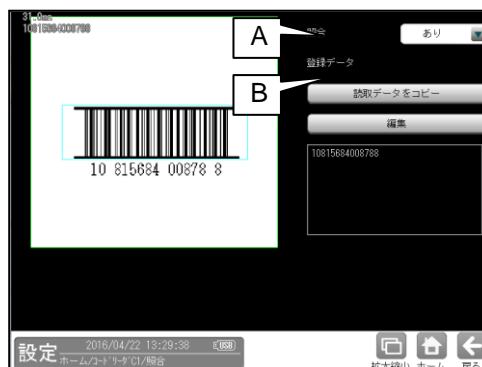 31.0ms
10815684008788
A
照合
あり
登録データ
B
読取データをコピー
編集
10815684008788
10 815684 00878 8
設定
2016/04/22 13:29:38
USB
ホーム/コードリーダC1/照合
拡大縮小
ホーム
戻る